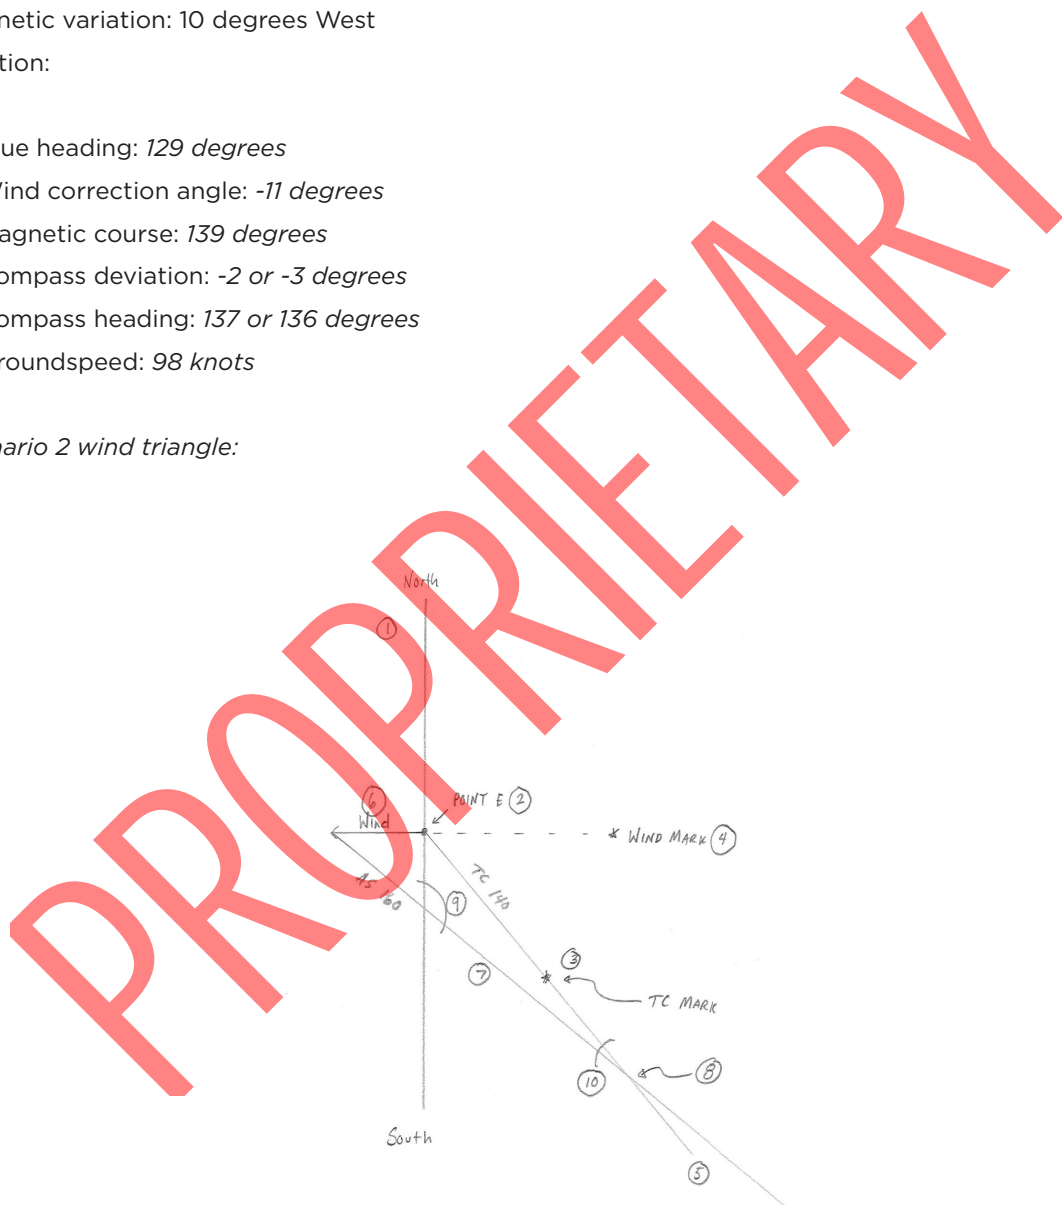 netic variation: 10 degrees West
tion:
ue heading: 129 degrees
Vind correction angle: -11 degrees
agnetic course: 139 degrees
ompass deviation: -2 or -3 degrees
ompass heading: 137 or 136 degrees
roundspeed: 98 knots
nario 2 wind triangle:
PROPRIETARY
North
1
6
Wind
POINT E 2
* WIND MARK 4
AS 160
TC 140
9
3
7
TC MARK
10
8
South
5